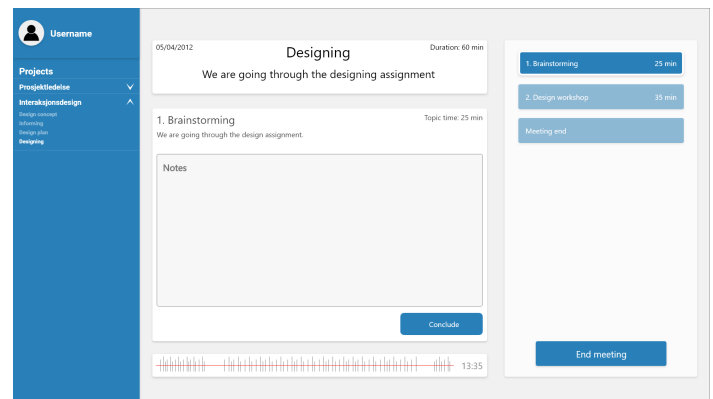 Username
Projects
Prosjektledelse
Interaksjonsdesign
Design concept
Informing
Design plan
Designing
05/04/2012
Designing
Duration: 60 min
We are going through the designing assignment
1. Brainstorming
Topic time: 25 min
We are going through the design assignment.
Notes
Conclude
13:35
1. Brainstorming 25 min
2. Design workshop 35 min
Meeting end
End meeting